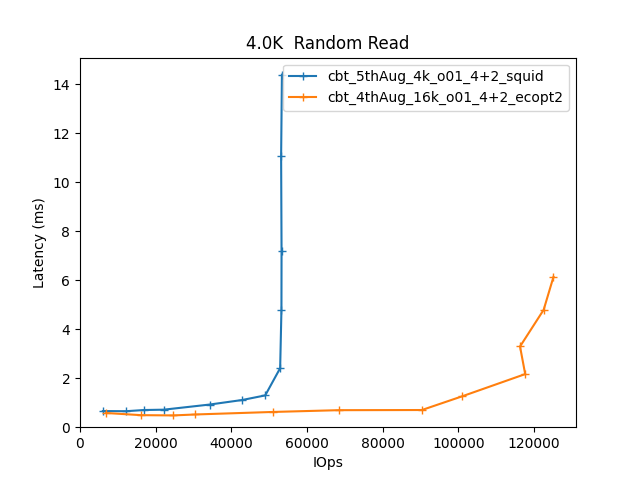 4.0K  Random Read
cbt_5thAug_4k_o01_4+2_squid
cbt_4thAug_16k_o01_4+2_ecopt2
Latency (ms)
14
12
10
8
6
4
2
0
0 20000 40000 60000 80000 100000 120000
IOps